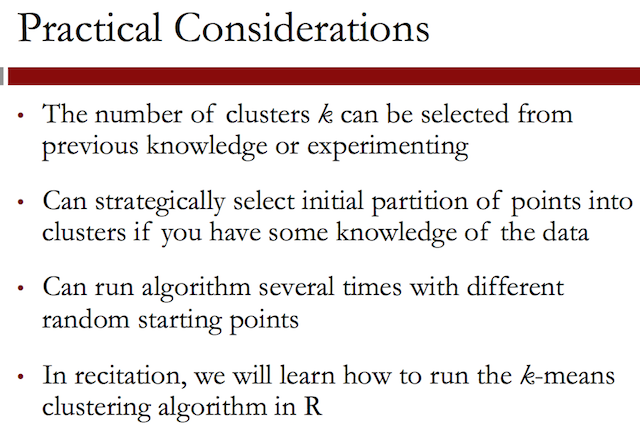 Practical Considerations
• The number of clusters k can be selected from
previous knowledge or experimenting
• Can strategically select initial partition of points into
clusters if you have some knowledge of the data
• Can run algorithm several times with different
random starting points
• In recitation, we will learn how to run the k-means
clustering algorithm in R